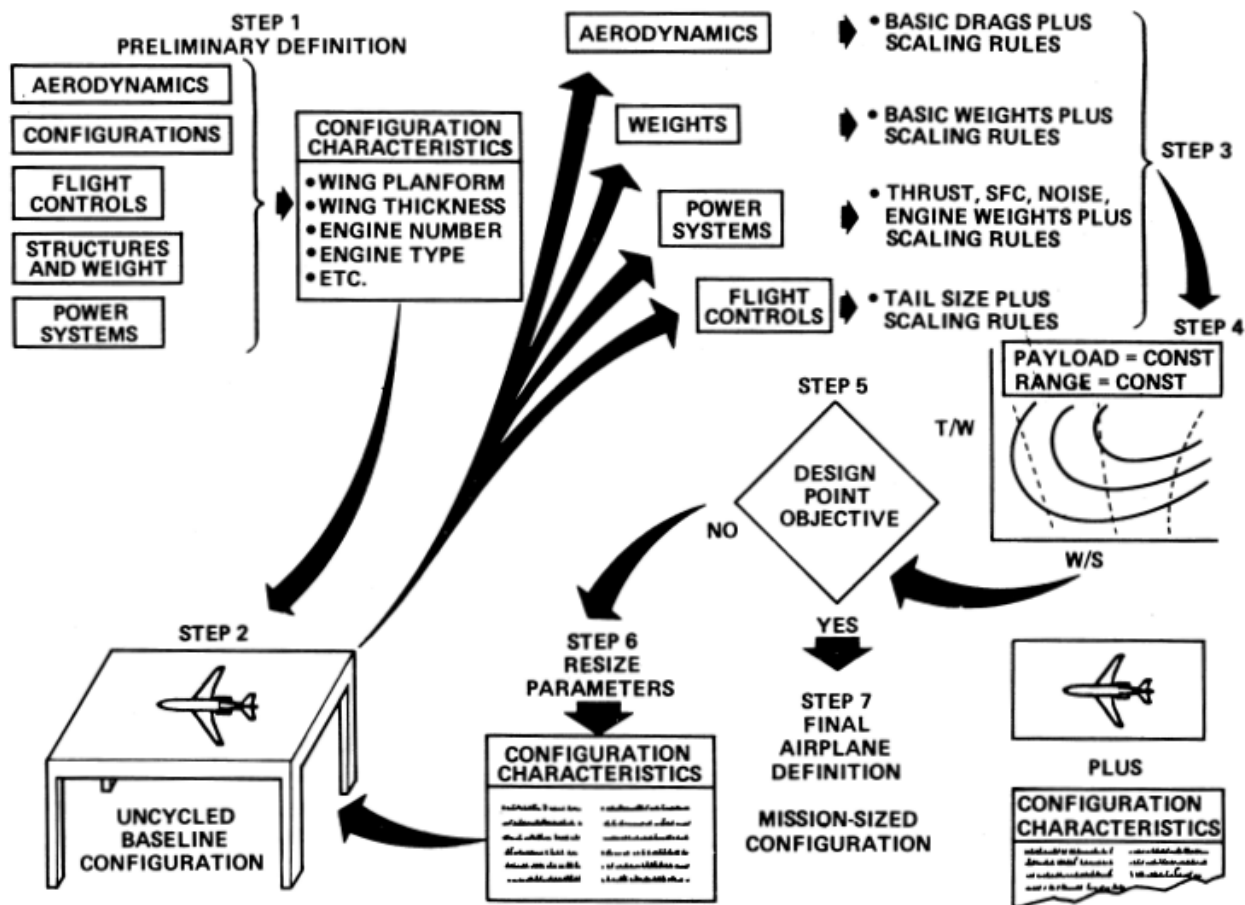 STEP 1
PRELIMINARY DEFINITION
AERODYNAMICS
CONFIGURATIONS
FLIGHT
CONTROLS
STRUCTURES
AND WEIGHT
POWER
SYSTEMS
CONFIGURATION
CHARACTERISTICS
• WING PLANFORM
• WING THICKNESS
• ENGINE NUMBER
• ENGINE TYPE
• ETC.
AERODYNAMICS
• BASIC DRAGS PLUS
SCALING RULES
WEIGHTS
• BASIC WEIGHTS PLUS
SCALING RULES
POWER
SYSTEMS
• THRUST, SFC, NOISE,
ENGINE WEIGHTS PLUS
SCALING RULES
FLIGHT
CONTROLS
• TAIL SIZE PLUS
SCALING RULES
STEP 3
STEP 4
PAYLOAD = CONST
RANGE = CONST
T/W
W/S
STEP 5
DESIGN
POINT
OBJECTIVE
NO
YES
STEP 2
UNCYCLED
BASELINE
CONFIGURATION
STEP 6
RESIZE
PARAMETERS
CONFIGURATION
CHARACTERISTICS
STEP 7
FINAL
AIRPLANE
DEFINITION
MISSION-SIZED
CONFIGURATION
PLUS
CONFIGURATION
CHARACTERISTICS